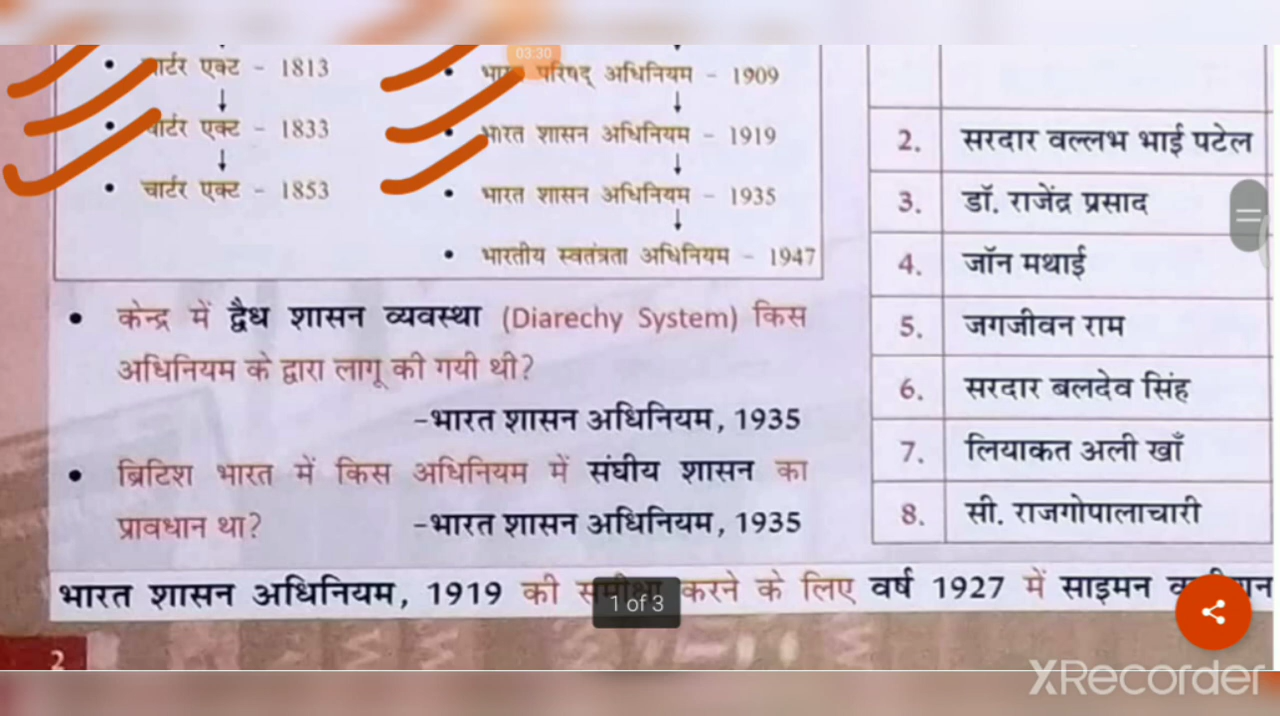 03:30
चार्टर एक्ट - 1813
चार्टर एक्ट - 1833
चार्टर एक्ट - 1853
परिषद् अधिनियम - 1909
भारत शासन अधिनियम - 1919
भारत शासन अधिनियम - 1935
भारतीय स्वतंत्रता अधिनियम - 1947
केन्द्र में द्वैध शासन व्यवस्था (Diarechy System) किस
अधिनियम के द्वारा लागू की गयी थी?
-भारत शासन अधिनियम, 1935
ब्रिटिश भारत में किस अधिनियम में संघीय शासन का
प्रावधान था? -भारत शासन अधिनियम, 1935
2. सरदार वल्लभ भाई पटेल
3. डॉ. राजेंद्र प्रसाद
4. जॉन मथाई
5. जगजीवन राम
6. सरदार बलदेव सिंह
7. लियाकत अली खाँ
8. सी. राजगोपालाचारी
भारत शासन अधिनियम, 1919 की करने के लिए वर्ष 1927 में साइमन
1 of 3
2
XRecorder